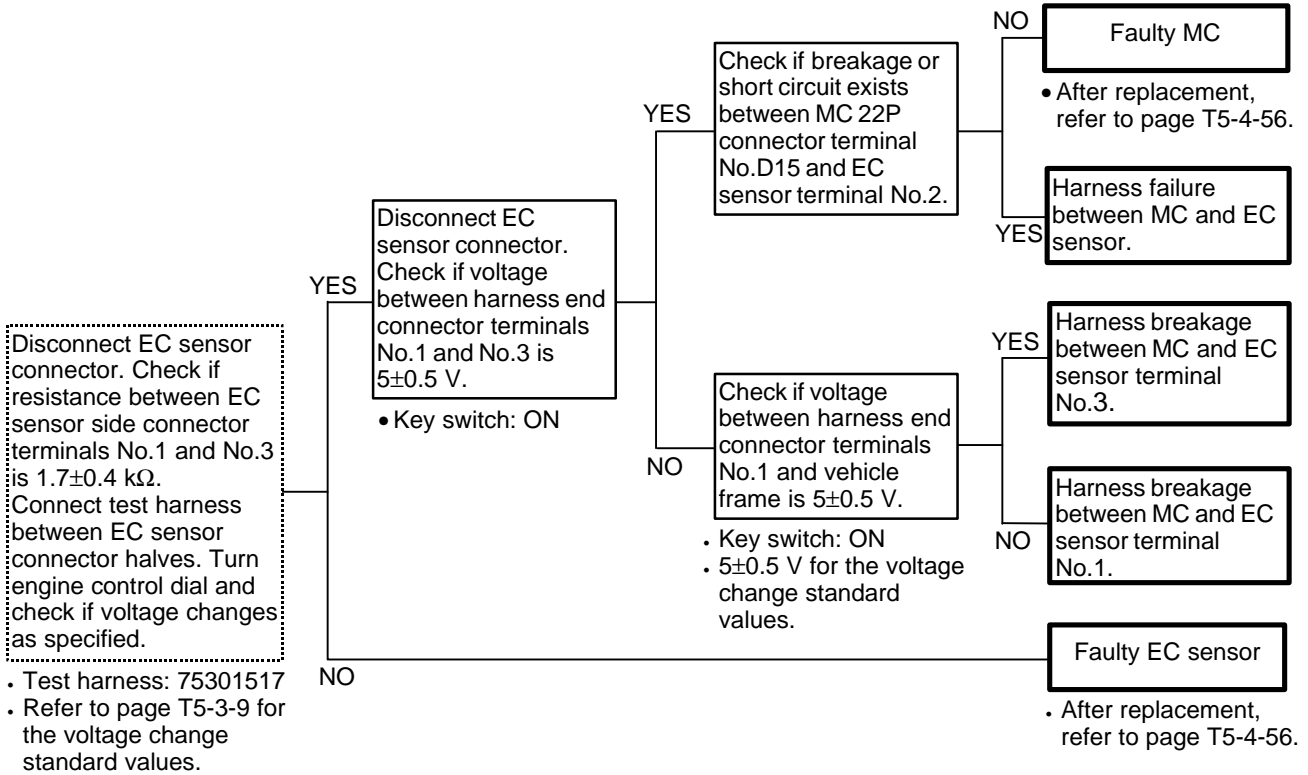 Disconnect EC sensor
connector. Check if
resistance between EC
sensor side connector
terminals No.1 and No.3
is 1.7±0.4 kΩ.
Connect test harness
between EC sensor
connector halves. Turn
engine control dial and
check if voltage changes
as specified.
• Test harness: 75301517
• Refer to page T5-3-9 for
the voltage change
standard values.
YES
NO
Disconnect EC
sensor connector.
Check if voltage
between harness end
connector terminals
No.1 and No.3 is
5±0.5 V.
• Key switch: ON
YES
NO
Check if breakage or
short circuit exists
between MC 22P
connector terminal
No.D15 and EC
sensor terminal No.2.
NO
YES
Check if voltage
between harness end
connector terminals
No.1 and vehicle
frame is 5±0.5 V.
• Key switch: ON
• 5±0.5 V for the voltage
change standard
values.
YES
NO
Faulty MC
• After replacement,
refer to page T5-4-56.
Harness failure
between MC and EC
sensor.
Harness breakage
between MC and EC
sensor terminal
No.3.
Harness breakage
between MC and EC
sensor terminal
No.1.
Faulty EC sensor
• After replacement,
refer to page T5-4-56.